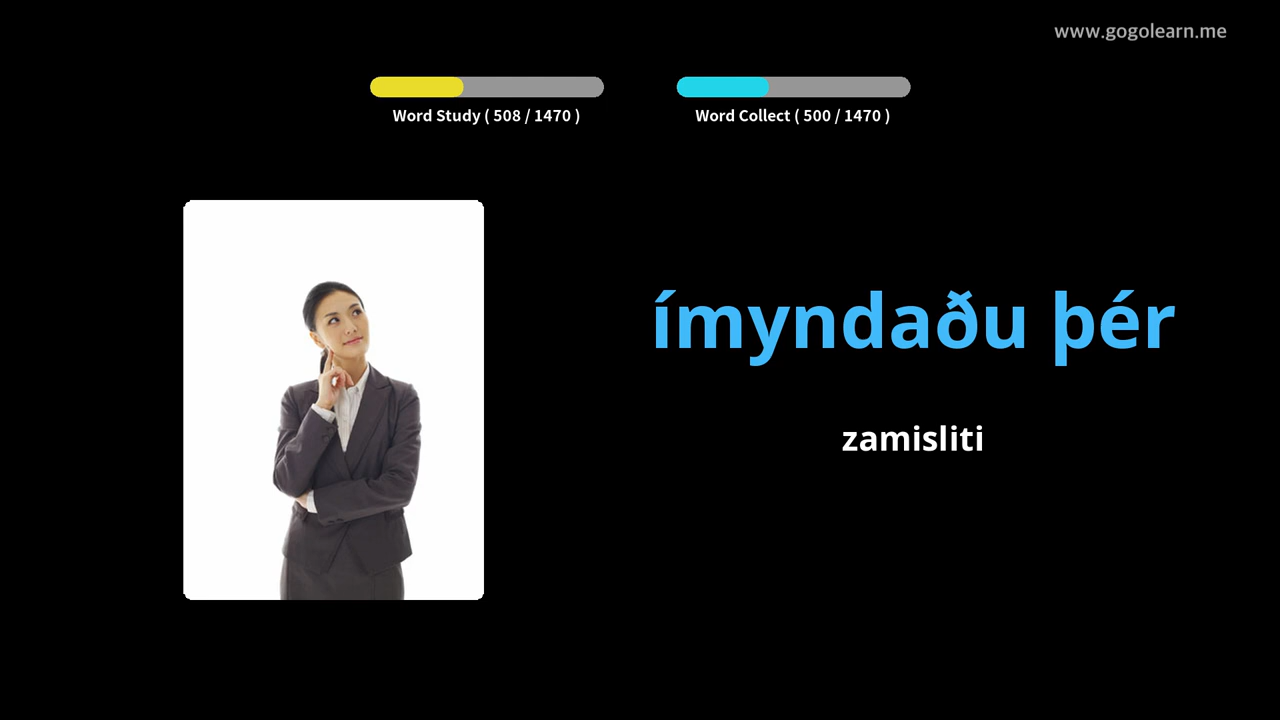 www.gogolearn.me
Word Study ( 508 / 1470 )
Word Collect ( 500 / 1470 )
ímyndaðu þér
zamisliti